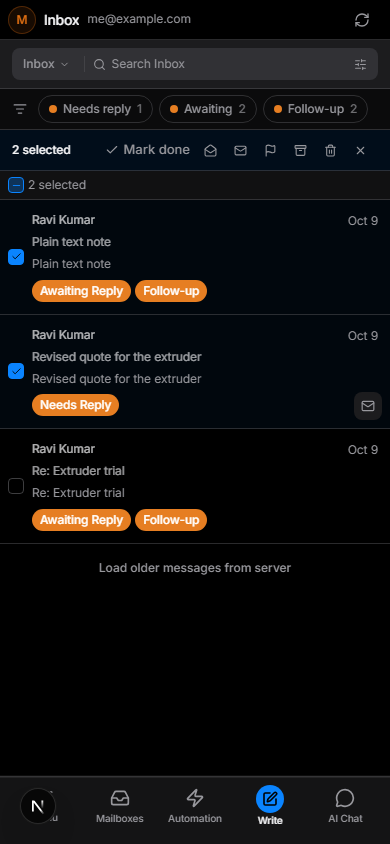 M Inbox me@example.com
Inbox Search Inbox
Needs reply 1 Awaiting 2 Follow-up 2
2 selected Mark done
2 selected
Ravi Kumar Oct 9
Plain text note
Plain text note
Awaiting Reply Follow-up
Ravi Kumar Oct 9
Revised quote for the extruder
Revised quote for the extruder
Needs Reply
Ravi Kumar Oct 9
Re: Extruder trial
Re: Extruder trial
Awaiting Reply Follow-up
Load older messages from server
N Mailboxes Automation Write AI Chat